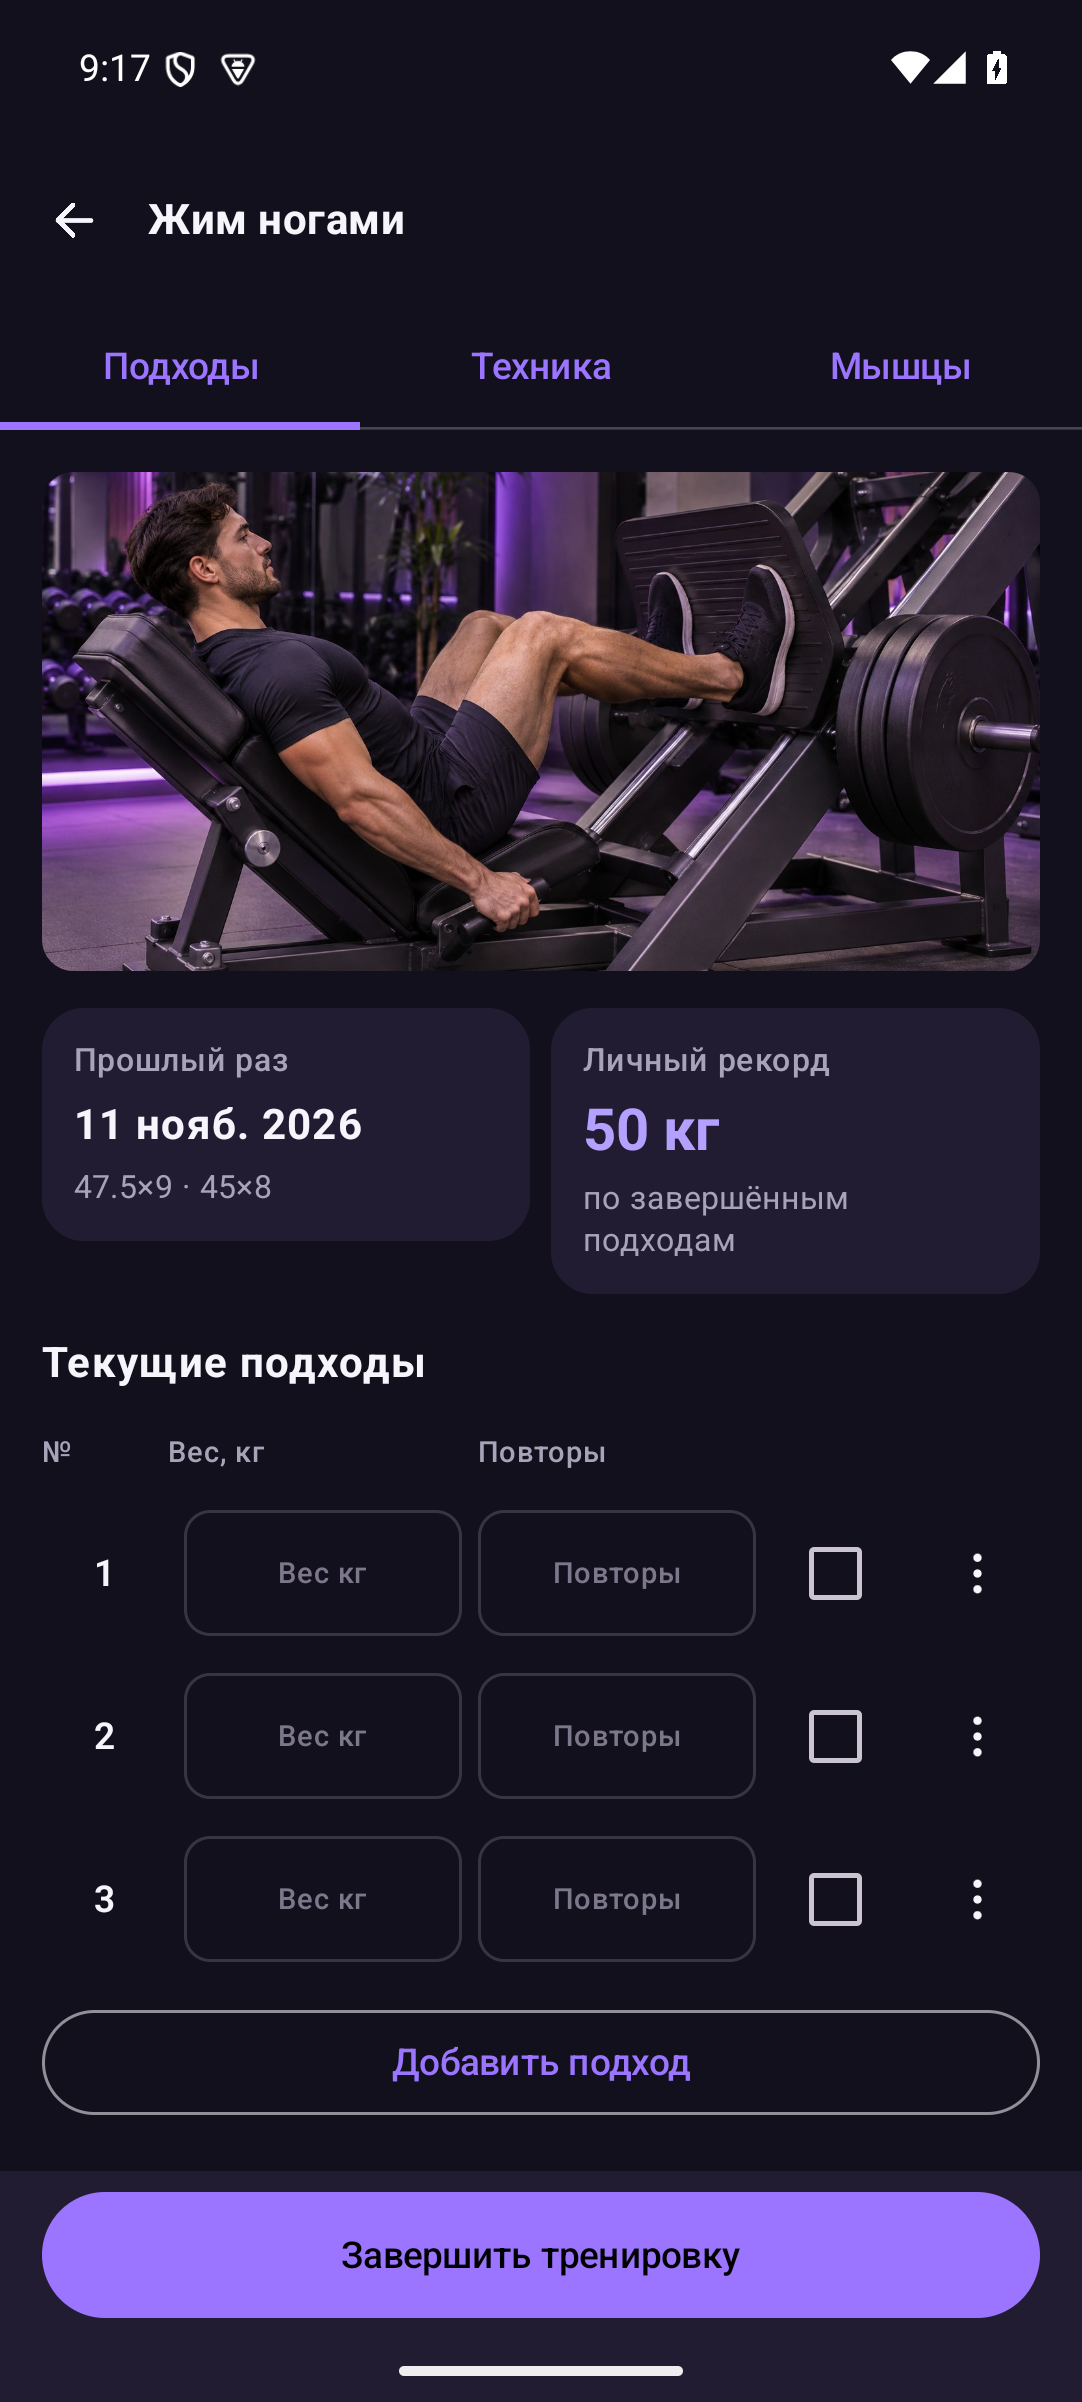 9:17
Жим ногами
Подходы Техника Мышцы
Прошлый раз
11 нояб. 2026
47.5×9 · 45×8
Личный рекорд
50 кг
по завершённым
подходам
Текущие подходы
№ Вес, кг Повторы
1 Вес кг Повторы
2 Вес кг Повторы
3 Вес кг Повторы
Добавить подход
Завершить тренировку